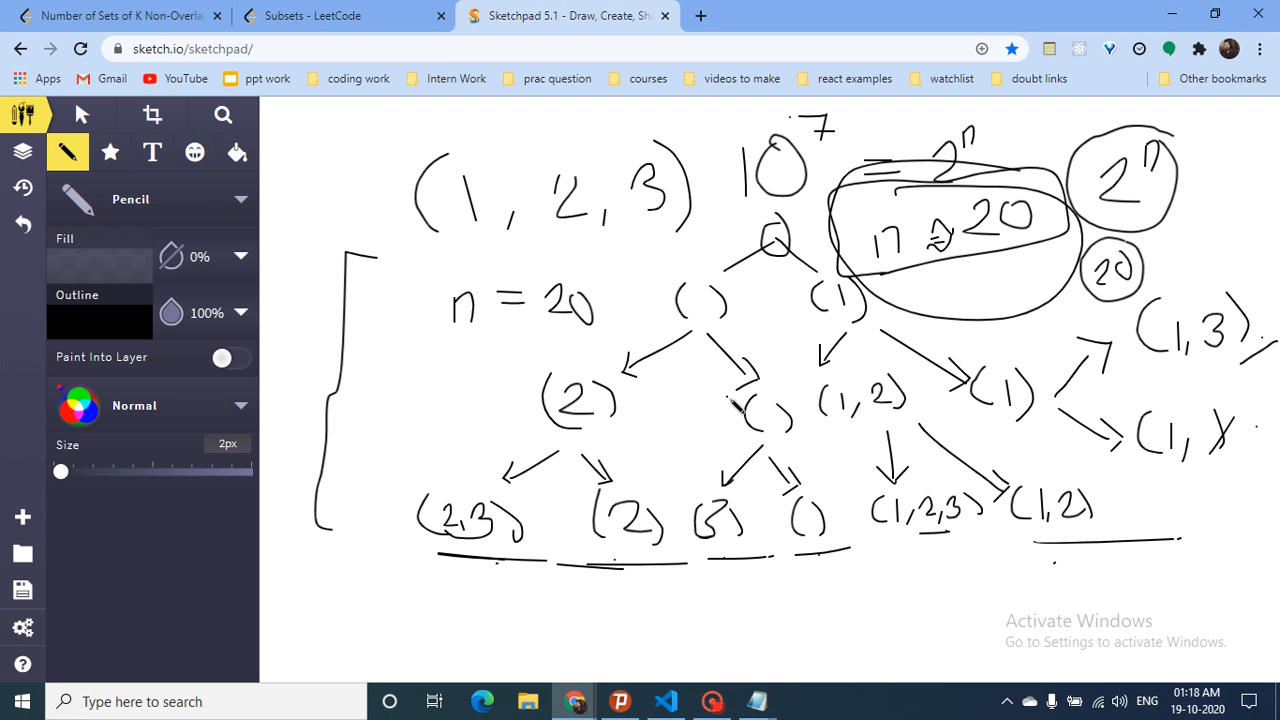 Number of Sets of K Non-Overla
Subsets - LeetCode
Sketchpad 5.1 - Draw, Create, Sha
sketch.io/sketchpad/
Apps
Gmail
YouTube
ppt work
coding work
Intern Work
prac question
courses
videos to make
react examples
watchlist
doubt links
Other bookmarks
Pencil
Fill
0%
Outline
100%
Paint Into Layer
Normal
Size
2px
(1, 2, 3)
10^7 = 2^n
2^n
n ≈ 20
20
n = 20
( )
(1)
(1,3)
(2)
( )
(1,2)
(1)
(1, )
(2,3)
(2)
(3)
( )
(1,2,3)
(1,2)
Activate Windows
Go to Settings to activate Windows.
Type here to search
ENG
01:18 AM
19-10-2020